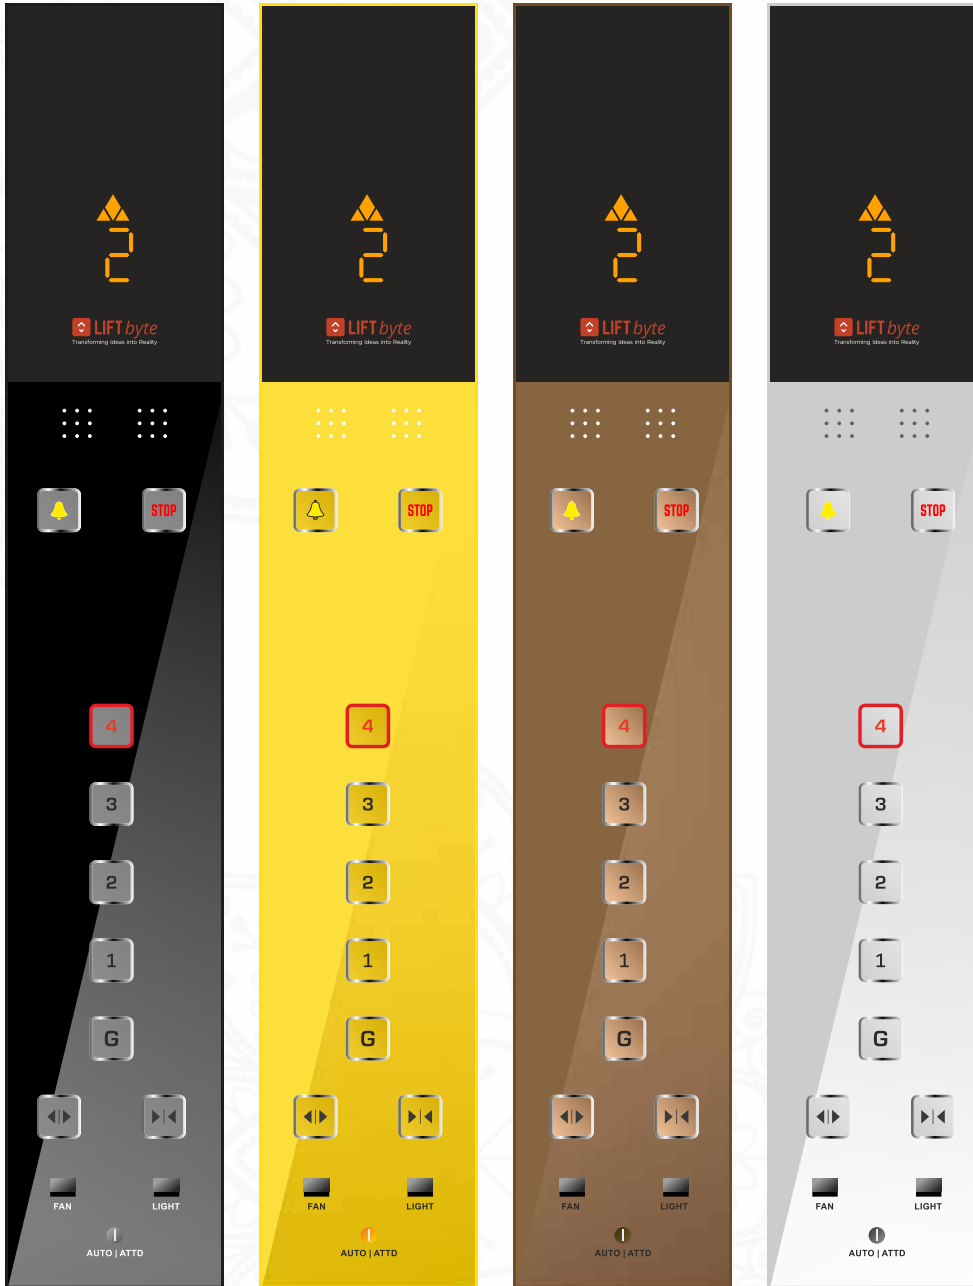 2
LIFT byte
Transforming Ideas into Reality
STOP
4
3
2
1
G
FAN LIGHT
AUTO | ATTD
2
LIFT byte
Transforming Ideas into Reality
STOP
4
3
2
1
G
FAN LIGHT
AUTO | ATTD
2
LIFT byte
Transforming Ideas into Reality
STOP
4
3
2
1
G
FAN LIGHT
AUTO | ATTD
2
LIFT byte
Transforming Ideas into Reality
STOP
4
3
2
1
G
FAN LIGHT
AUTO | ATTD